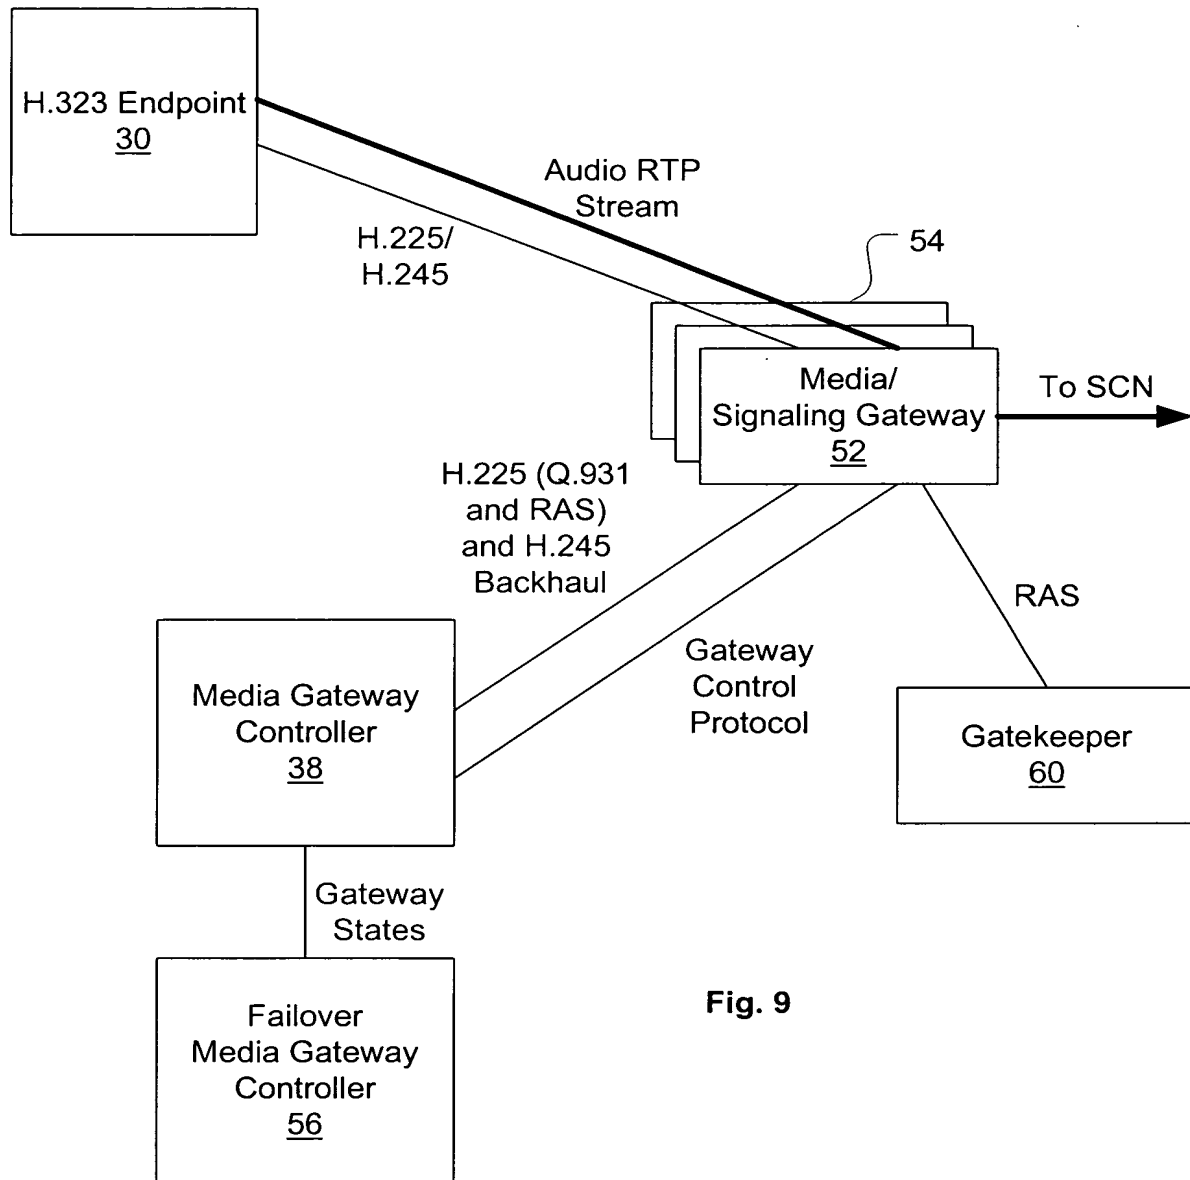 H.323 Endpoint
30
Audio RTP
Stream
H.225/
H.245
54
Media/
Signaling Gateway
52
To SCN
H.225 (Q.931
and RAS)
and H.245
Backhaul
RAS
Gateway
Control
Protocol
Media Gateway
Controller
38
Gatekeeper
60
Gateway
States
Failover
Media Gateway
Controller
56
Fig. 9